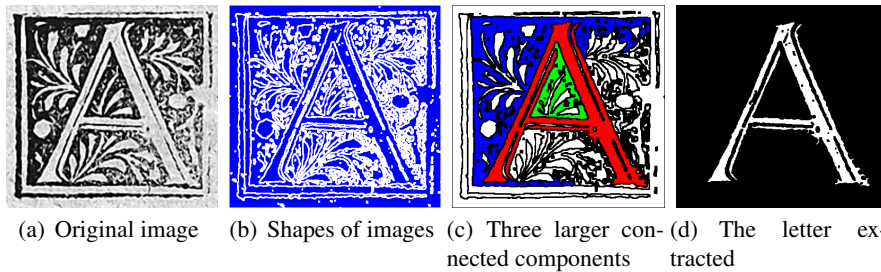 A
A
A
A
(a) Original image (b) Shapes of images (c) Three larger con- (d) The letter ex-
nected components tracted